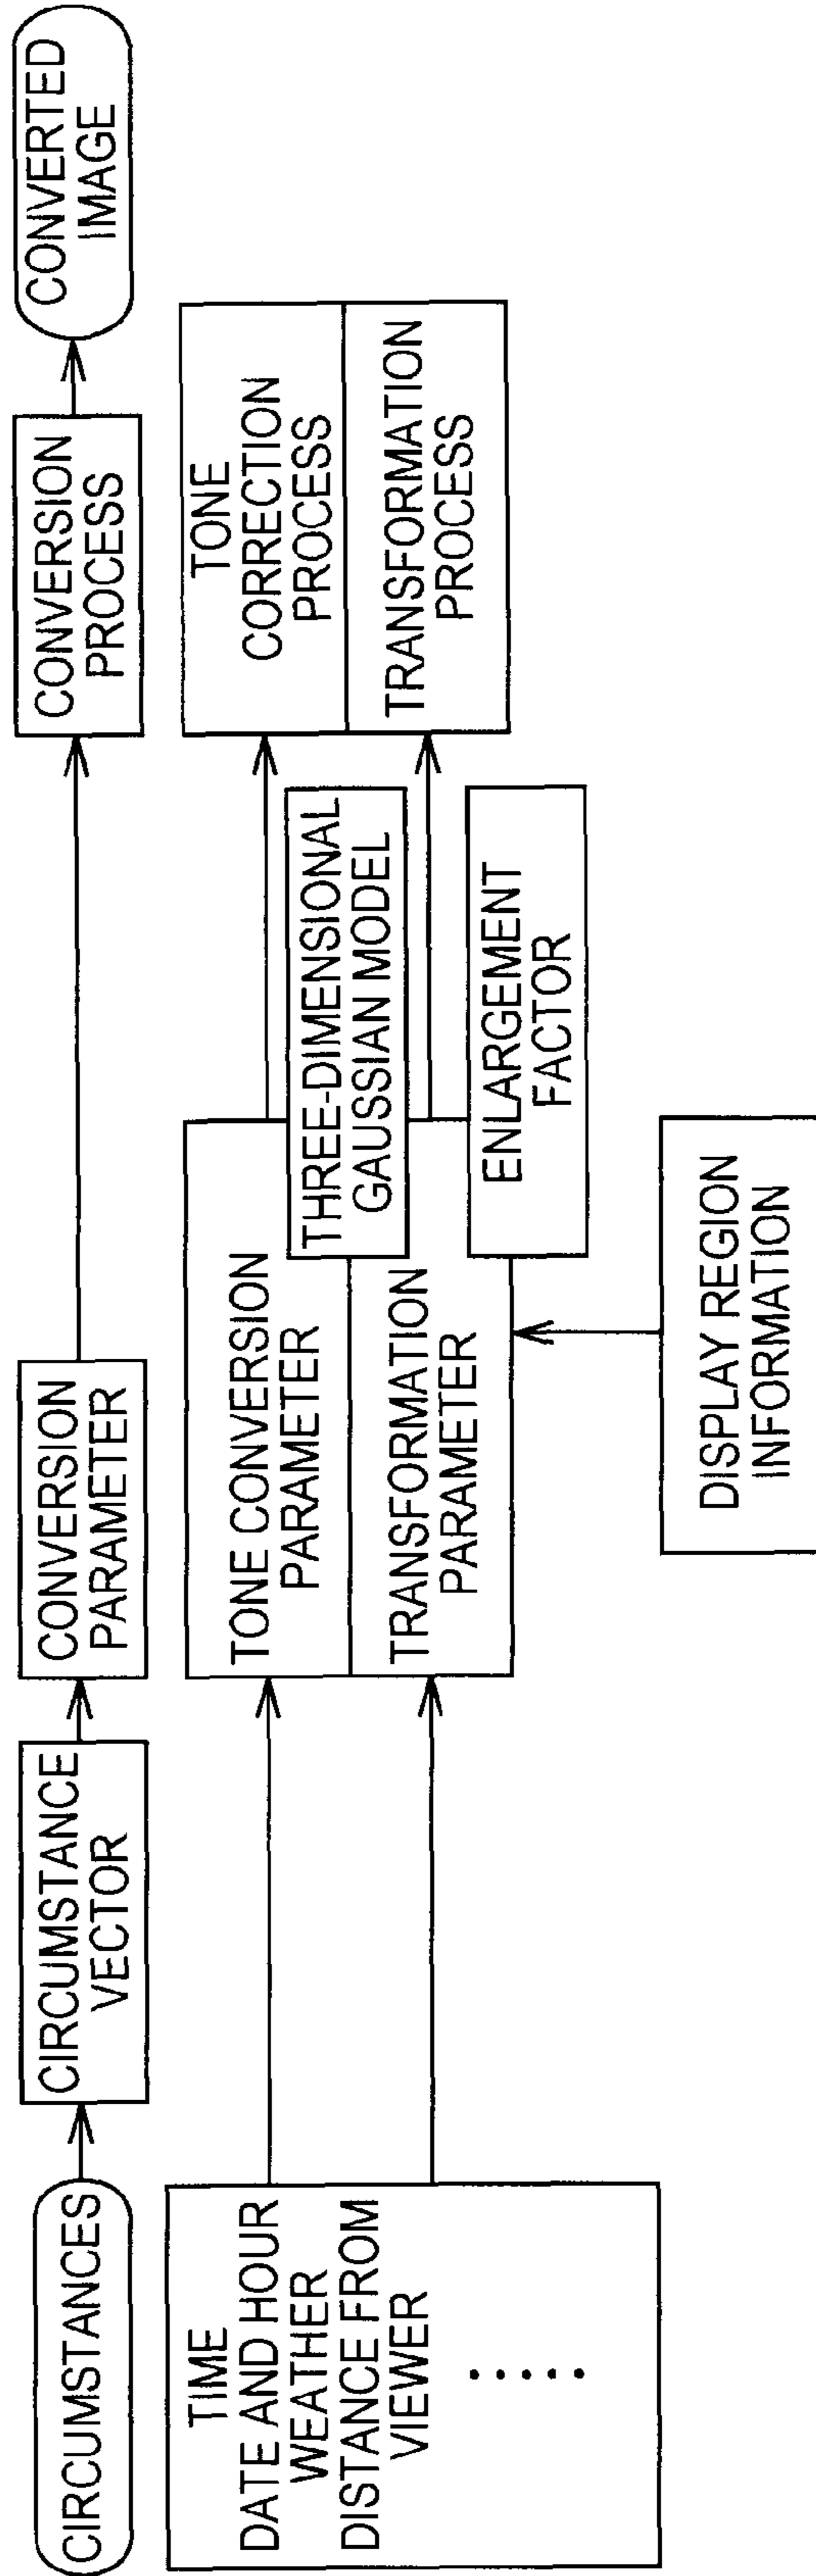 CIRCUMSTANCES
CIRCUMSTANCE
VECTOR
CONVERSION
PARAMETER
CONVERSION
PROCESS
CONVERTED
IMAGE
TIME
DATE AND HOUR
WEATHER
DISTANCE FROM
VIEWER
.....
TONE CONVERSION
PARAMETER
TRANSFORMATION
PARAMETER
THREE-DIMENSIONAL
GAUSSIAN MODEL
ENLARGEMENT
FACTOR
TONE
CORRECTION
PROCESS
TRANSFORMATION
PROCESS
DISPLAY REGION
INFORMATION